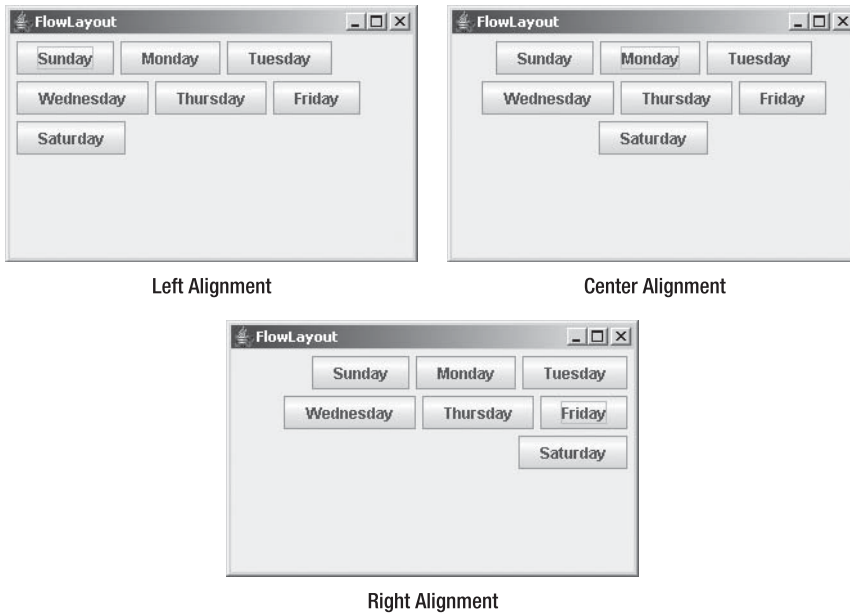 FlowLayout
Sunday Monday Tuesday
Wednesday Thursday Friday
Saturday
Left Alignment
FlowLayout
Sunday Monday Tuesday
Wednesday Thursday Friday
Saturday
Center Alignment
FlowLayout
Sunday Monday Tuesday
Wednesday Thursday Friday
Saturday
Right Alignment